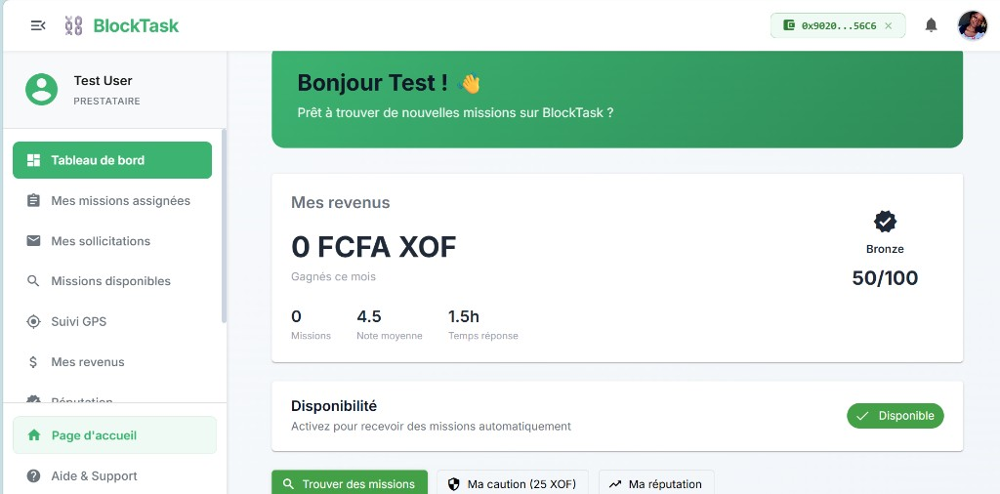 BlockTask
0x9020...56C6 ×
Test User
PRESTATAIRE
Tableau de bord
Mes missions assignées
Mes sollicitations
Missions disponibles
Suivi GPS
Mes revenus
Réputation
Page d'accueil
Aide & Support
Bonjour Test ! 👋
Prêt à trouver de nouvelles missions sur BlockTask ?
Mes revenus
0 FCFA XOF
Gagnés ce mois
0 4.5 1.5h
Missions Note moyenne Temps réponse
Bronze
50/100
Disponibilité
Activez pour recevoir des missions automatiquement
Disponible
Trouver des missions Ma caution (25 XOF) Ma réputation